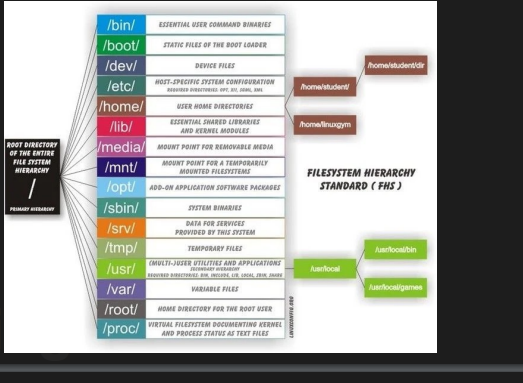 /bin/ ESSENTIAL USER COMMAND BINARIES
/boot/ STATIC FILES OF THE BOOT LOADER
/dev/ DEVICE FILES
/etc/ HOST-SPECIFIC SYSTEM CONFIGURATION
REQUIRED DIRECTORIES: OPT, X11, SGML, XML
/home/ USER HOME DIRECTORIES
/home/student/
/home/student/dir
/home/linuxgym
/lib/ ESSENTIAL SHARED LIBRARIES
AND KERNEL MODULES
ROOT DIRECTORY
OF THE ENTIRE
FILE SYSTEM
HIERARCHY
/
PRIMARY HIERARCHY
/media/ MOUNT POINT FOR REMOVABLE MEDIA
/mnt/ MOUNT POINT FOR A TEMPORARILY
MOUNTED FILESYSTEMS
FILESYSTEM HIERARCHY
STANDARD ( FHS )
/opt/ ADD-ON APPLICATION SOFTWARE PACKAGES
/sbin/ SYSTEM BINARIES
/srv/ DATA FOR SERVICES
PROVIDED BY THIS SYSTEM
/tmp/ TEMPORARY FILES
/usr/ (MULTI-)USER UTILITIES AND APPLICATIONS
SECONDARY HIERARCHY
REQUIRED DIRECTORIES: BIN, INCLUDE, LIB, LOCAL, SBIN, SHARE
/usr/local
/usr/local/bin
/usr/local/games
/var/ VARIABLE FILES
/root/ HOME DIRECTORY FOR THE ROOT USER
/proc/ VIRTUAL FILESYSTEM DOCUMENTING KERNEL
AND PROCESS STATUS AS TEXT FILES